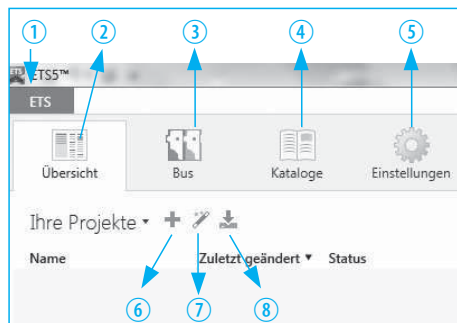 ① ② ③ ④ ⑤
ETS ETS5™
ETS
Übersicht Bus Kataloge Einstellungen
Ihre Projekte
Name Zuletzt geändert Status
⑥ ⑦ ⑧